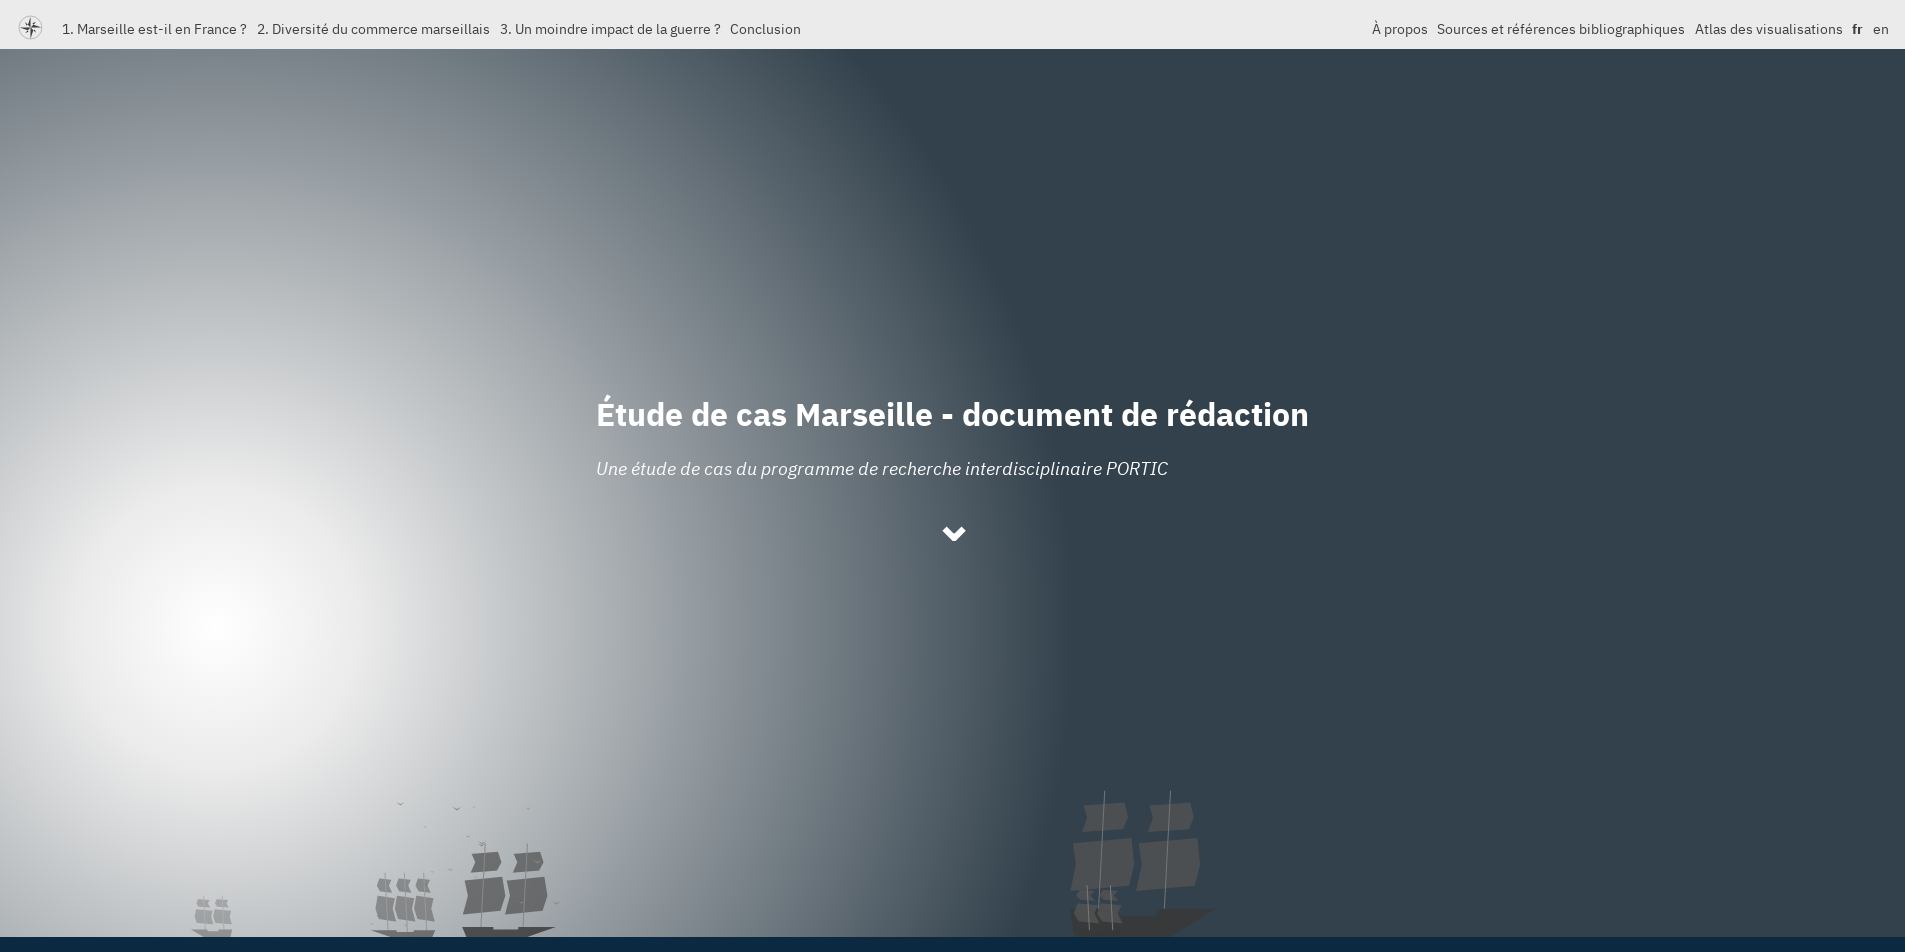 1. Marseille est-il en France ? 2. Diversité du commerce marseillais 3. Un moindre impact de la guerre ? Conclusion À propos Sources et références bibliographiques Atlas des visualisations fr en
Étude de cas Marseille - document de rédaction
Une étude de cas du programme de recherche interdisciplinaire PORTIC